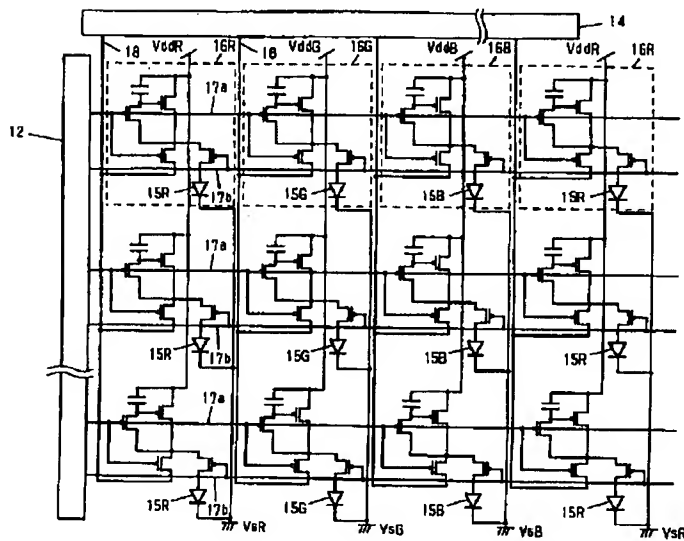 14
18 VddR 16R 18 VddG 16G VddB 16B VddR 16R
12
17a
15R 17b 15G 15B 15R
17a
15R 17b 15G 15B 15R
17a
15R 17b 15G 15B 15R
VsR VsB VsB VsR